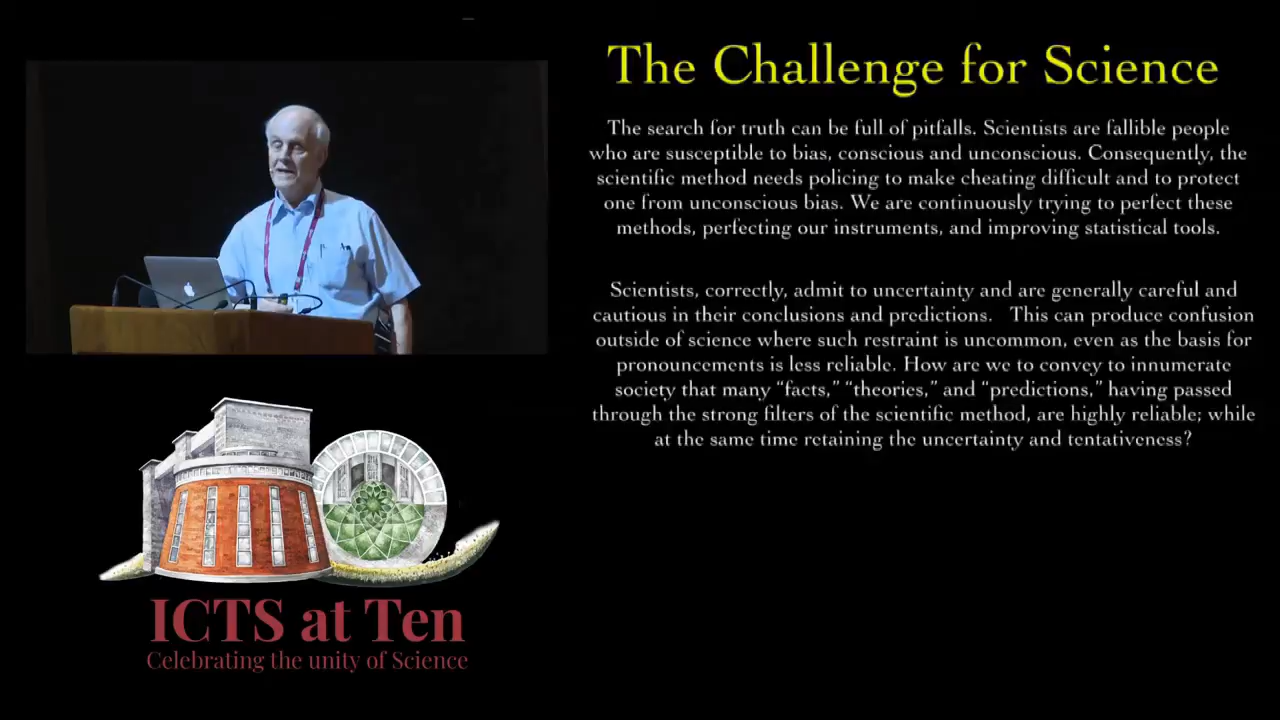 The Challenge for Science
The search for truth can be full of pitfalls. Scientists are fallible people
who are susceptible to bias, conscious and unconscious. Consequently, the
scientific method needs policing to make cheating difficult and to protect
one from unconscious bias. We are continuously trying to perfect these
methods, perfecting our instruments, and improving statistical tools.
Scientists, correctly, admit to uncertainty and are generally careful and
cautious in their conclusions and predictions. This can produce confusion
outside of science where such restraint is uncommon, even as the basis for
pronouncements is less reliable. How are we to convey to innumerate
society that many “facts,” “theories,” and “predictions,” having passed
through the strong filters of the scientific method, are highly reliable; while
at the same time retaining the uncertainty and tentativeness?
ICTS at Ten
Celebrating the unity of Science